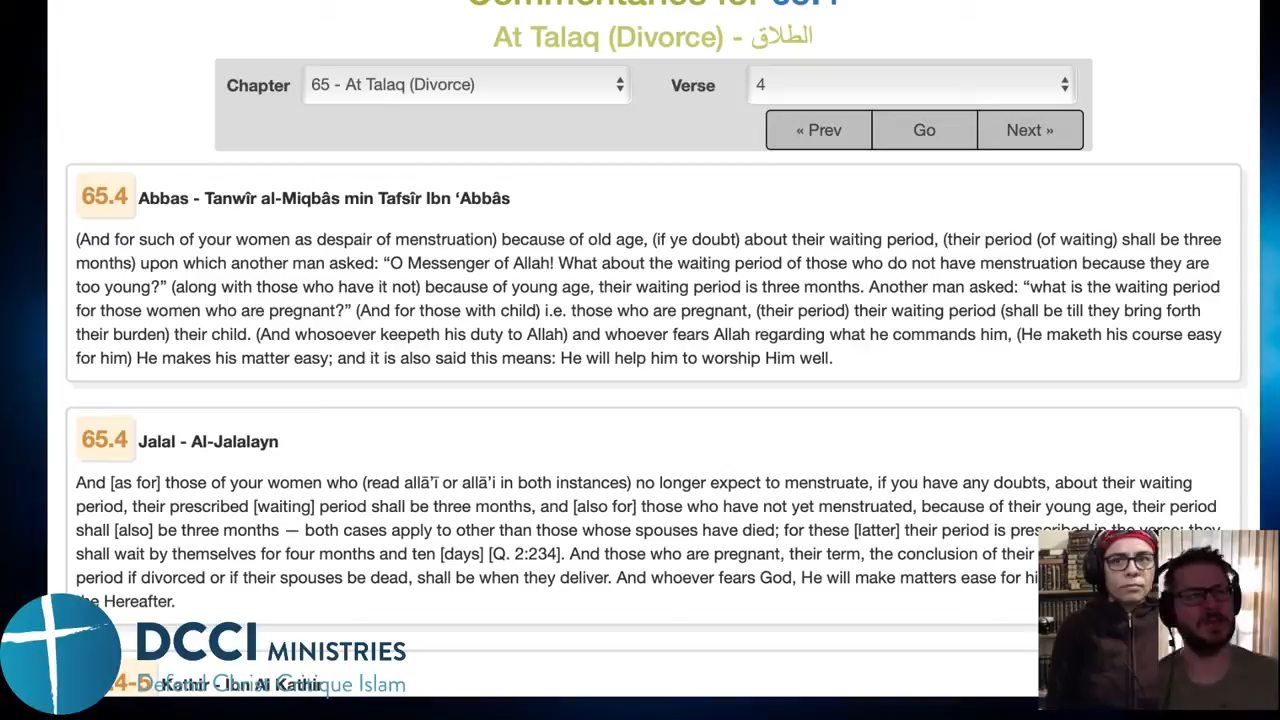 At Talaq (Divorce) - الطلاق
Chapter 65 - At Talaq (Divorce) Verse 4
« Prev Go Next »
65.4 Abbas - Tanwîr al-Miqbâs min Tafsîr Ibn ‘Abbâs
(And for such of your women as despair of menstruation) because of old age, (if ye doubt) about their waiting period, (their period (of waiting) shall be three
months) upon which another man asked: “O Messenger of Allah! What about the waiting period of those who do not have menstruation because they are
too young?” (along with those who have it not) because of young age, their waiting period is three months. Another man asked: “what is the waiting period
for those women who are pregnant?” (And for those with child) i.e. those who are pregnant, (their period) their waiting period (shall be till they bring forth
their burden) their child. (And whosoever keepeth his duty to Allah) and whoever fears Allah regarding what he commands him, (He maketh his course easy
for him) He makes his matter easy; and it is also said this means: He will help him to worship Him well.
65.4 Jalal - Al-Jalalayn
And [as for] those of your women who (read allā’ī or allā’i in both instances) no longer expect to menstruate, if you have any doubts, about their waiting
period, their prescribed [waiting] period shall be three months, and [also for] those who have not yet menstruated, because of their young age, their period
shall [also] be three months — both cases apply to other than those whose spouses have died; for these [latter] their period is prescribed in the verse: they
shall wait by themselves for four months and ten [days] [Q. 2:234]. And those who are pregnant, their term, the conclusion of their
period if divorced or if their spouses be dead, shall be when they deliver. And whoever fears God, He will make matters ease for
the Hereafter.
Kathir - Ibn Al Kathir
DCCI MINISTRIES
Defend Christ Critique Islam